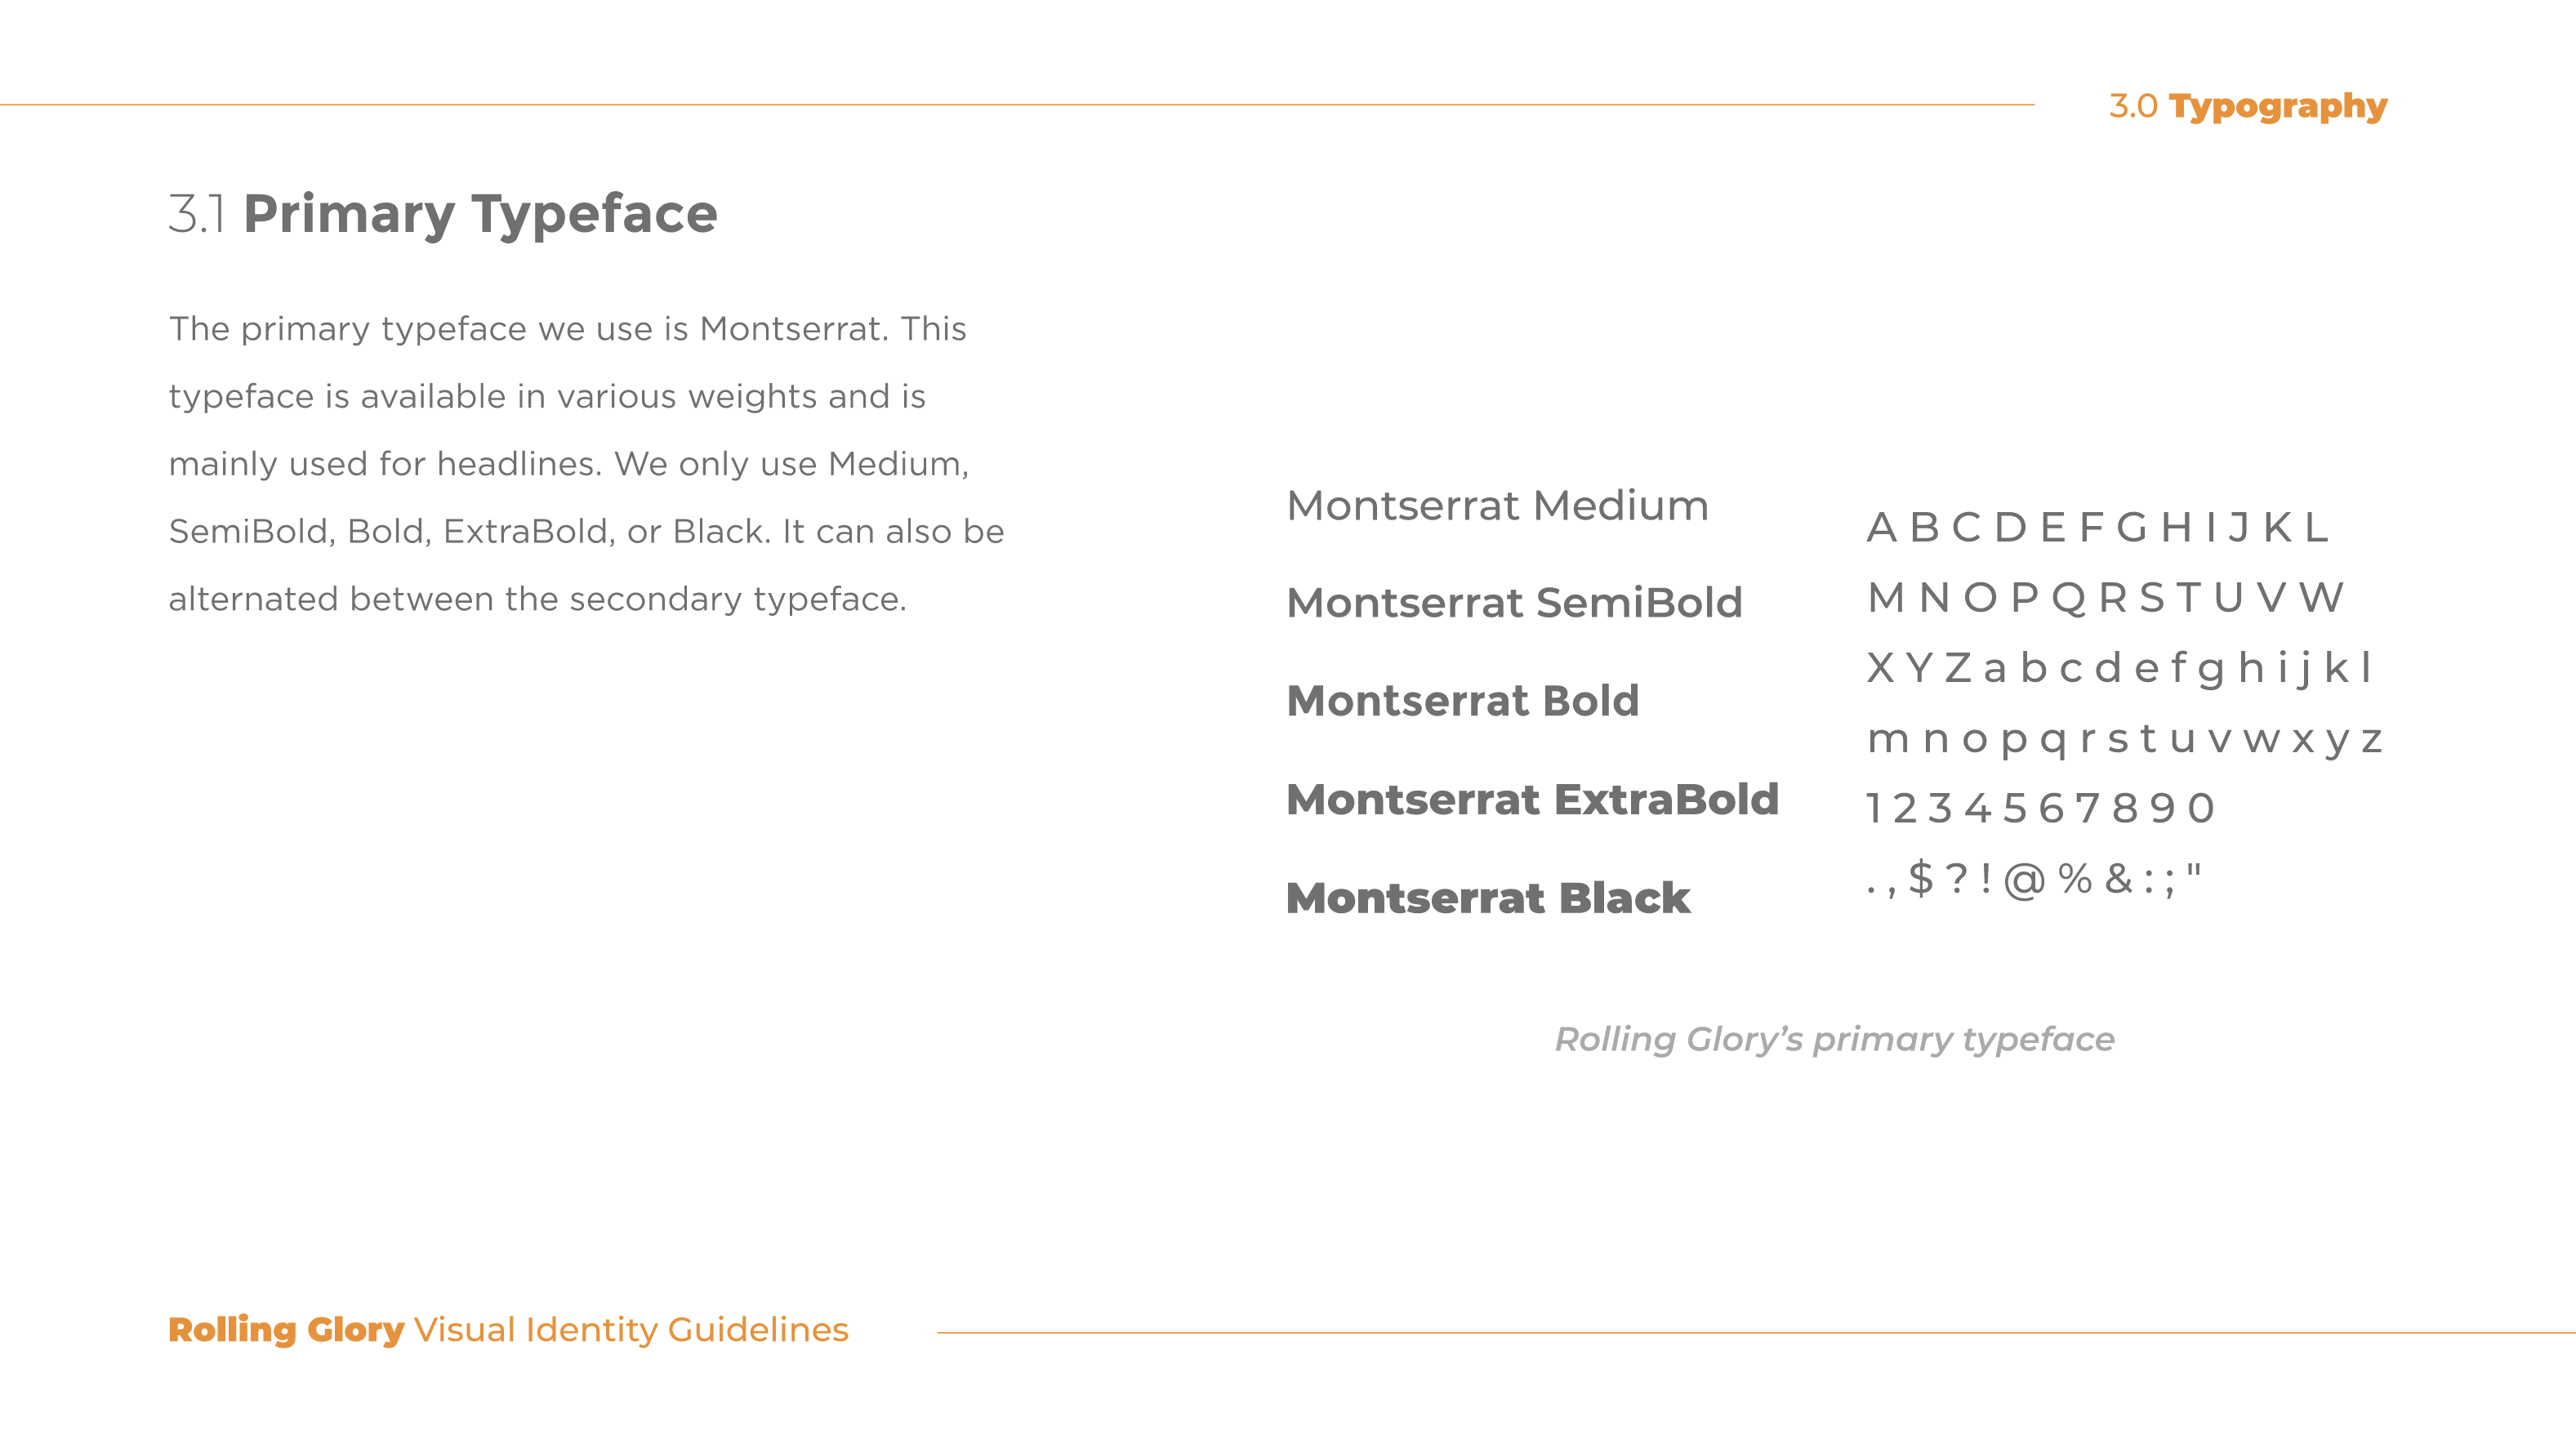 3.0 Typography
3.1 Primary Typeface
The primary typeface we use is Montserrat. This
typeface is available in various weights and is
mainly used for headlines. We only use Medium,
SemiBold, Bold, ExtraBold, or Black. It can also be
alternated between the secondary typeface.
Montserrat Medium
Montserrat SemiBold
Montserrat Bold
Montserrat ExtraBold
Montserrat Black
A B C D E F G H I J K L
M N O P Q R S T U V W
X Y Z a b c d e f g h i j k l
m n o p q r s t u v w x y z
1 2 3 4 5 6 7 8 9 0
. , $ ? ! @ % & : ; "
Rolling Glory’s primary typeface
Rolling Glory Visual Identity Guidelines